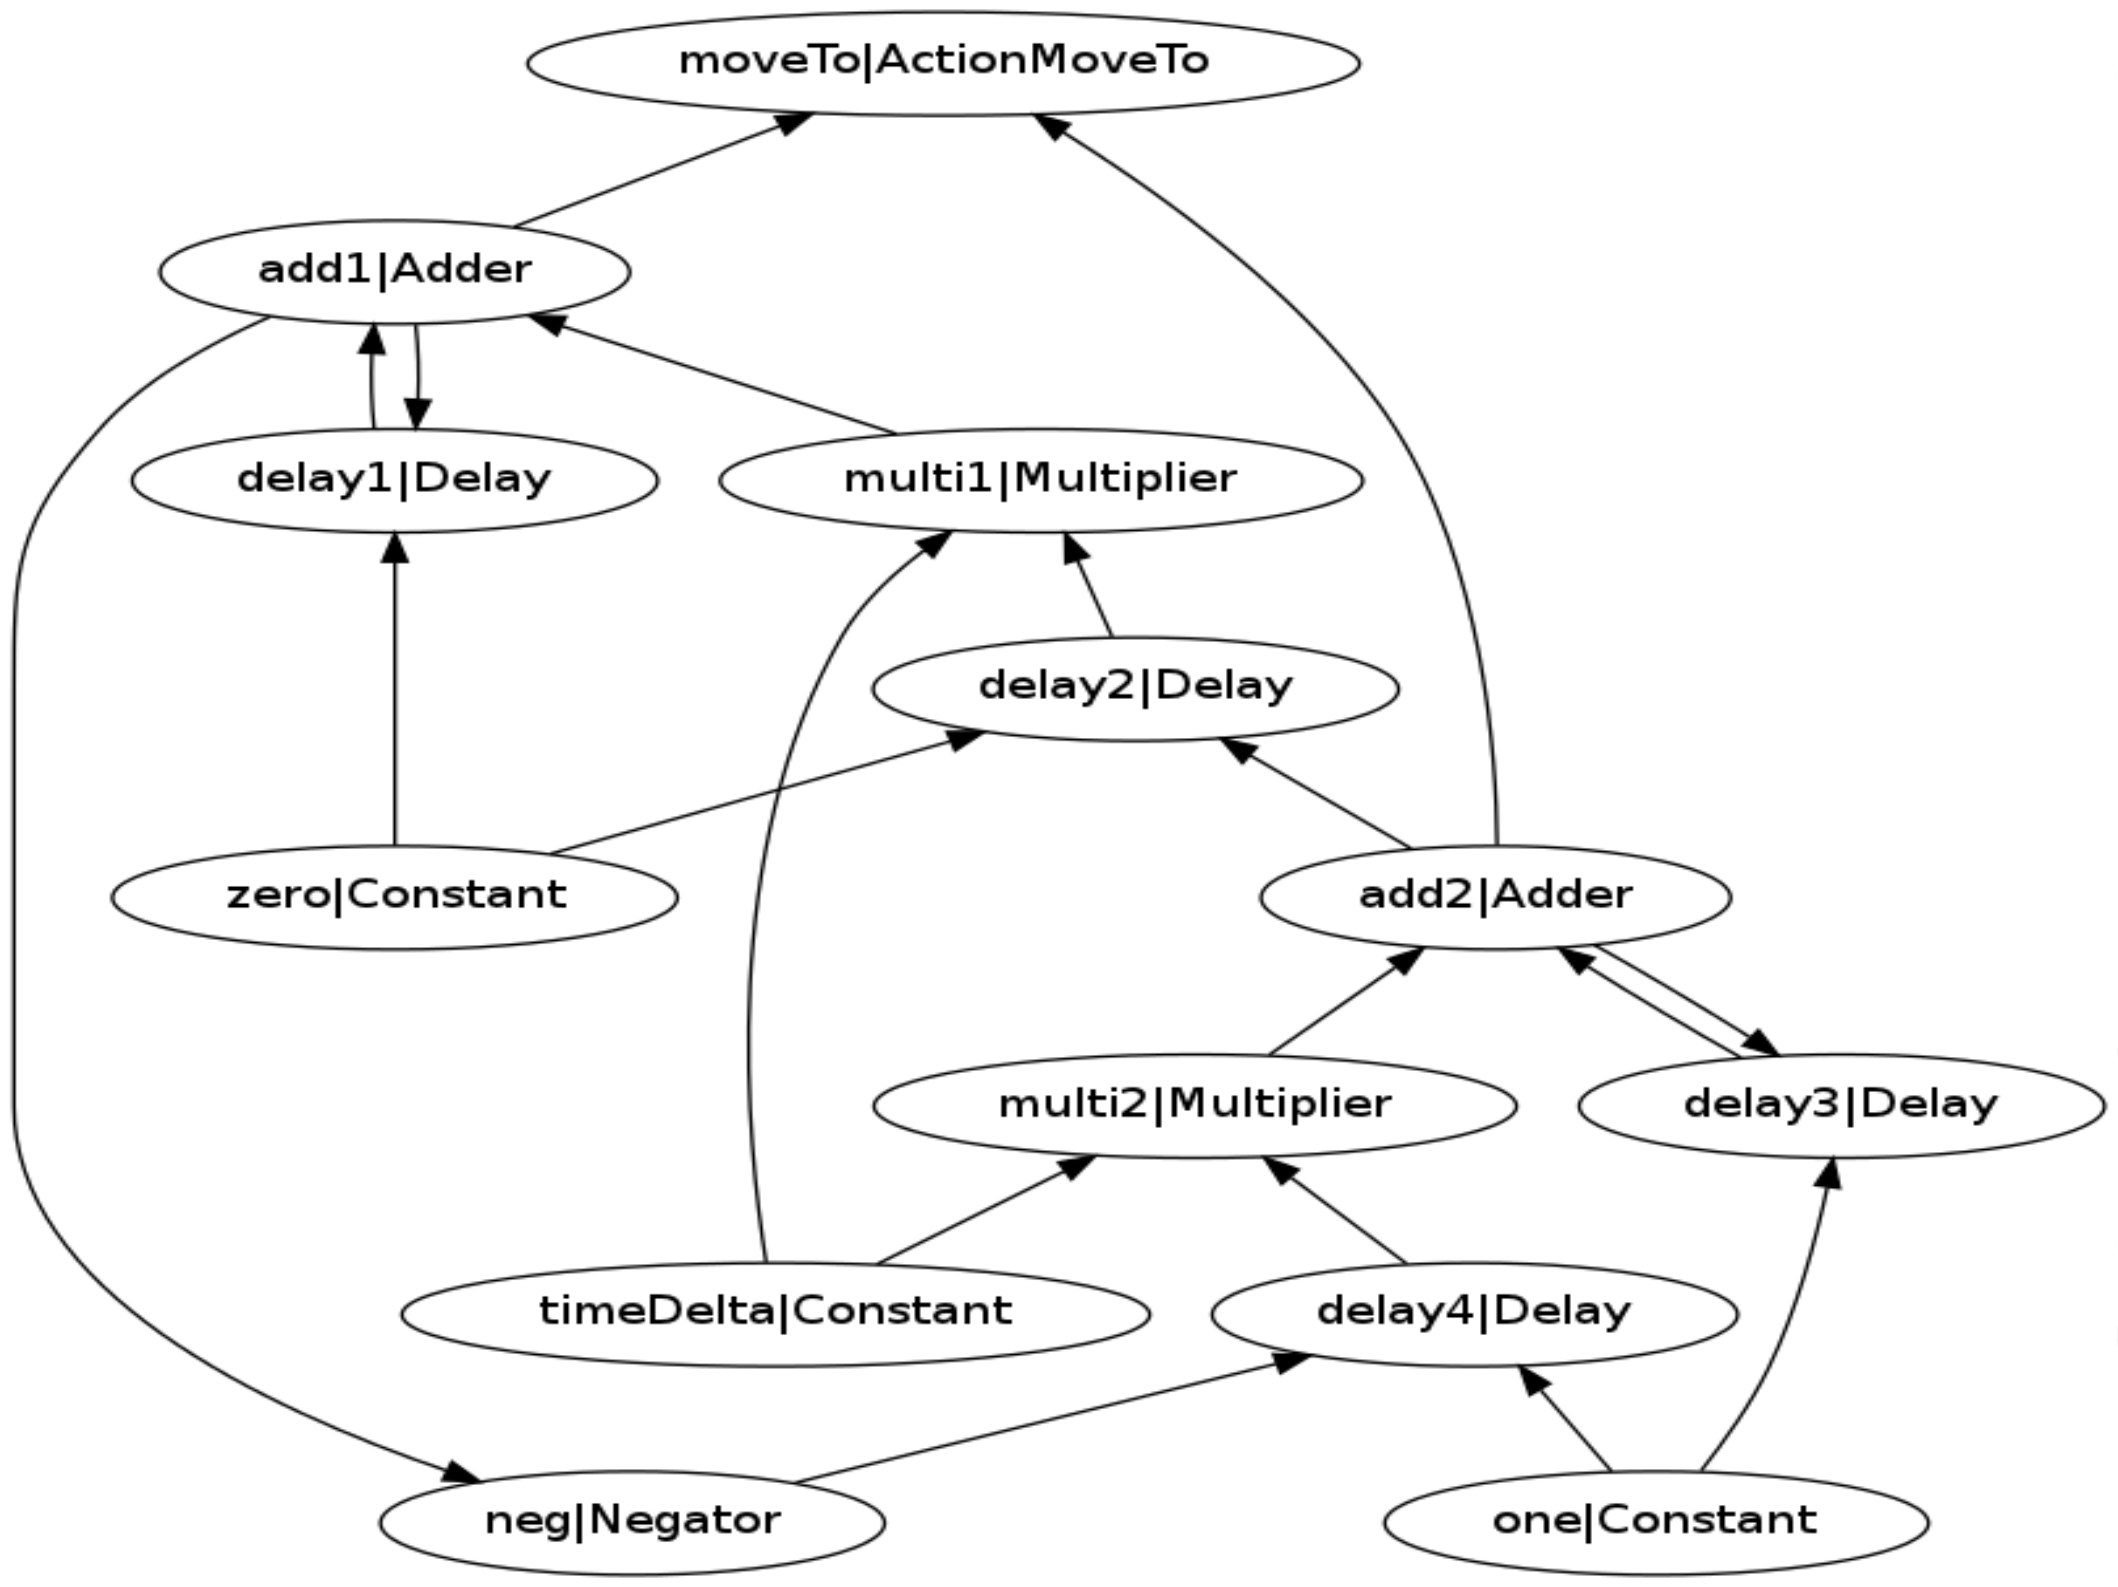 moveTo|ActionMoveTo
add1|Adder
delay1|Delay
multi1|Multiplier
delay2|Delay
zero|Constant
add2|Adder
multi2|Multiplier
delay3|Delay
timeDelta|Constant
delay4|Delay
neg|Negator
one|Constant